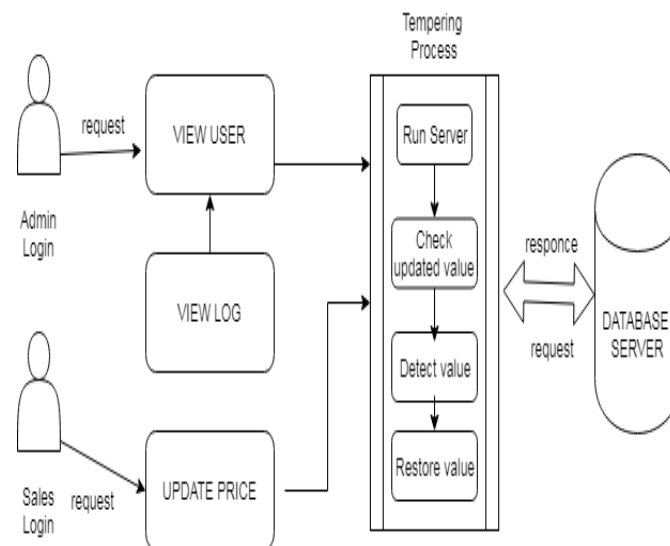 Tempering
Process
request
VIEW USER
Run Server
Admin
Login
Check
updated value
responce
VIEW LOG
DATABASE
SERVER
request
Detect value
Sales
Login
request
UPDATE PRICE
Restore value